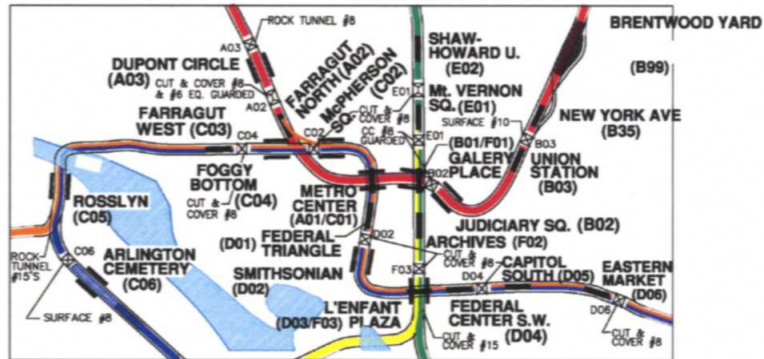 ROCK TUNNEL #8
BRENTWOOD YARD
(B99)
A03
DUPONT CIRCLE
(A03)
CUT & COVER #8
& #6 EQ. GUARDED
A02
FARRAGUT
NORTH (A02)
McPHERSON
SQ. (C02)
CUT &
COVER #8
SHAW-
HOWARD U.
(E02)
E01
Mt. VERNON
SQ. (E01)
SURFACE #10
NEW YORK AVE
(B35)
FARRAGUT
WEST (C03)
C04
C02
CC #8
GUARDED
E01
(B01/F01)
GALERY
PLACE
B02
B03
UNION
STATION
(B03)
FOGGY
BOTTOM
(C04)
CUT &
COVER #8
METRO
CENTER
(A01/C01)
ROSSLYN
(C05)
JUDICIARY SQ. (B02)
(D01)
FEDERAL
TRIANGLE
D02
ARCHIVES (F02)
CUT &
COVER #8
C06
ROCK
TUNNEL
#15'S
ARLINGTON
CEMETERY
(C06)
SMITHSONIAN
(D02)
F03
D04
CAPITOL
SOUTH (D05)
EASTERN
MARKET
(D06)
SURFACE #8
L'ENFANT
PLAZA
(D03/F03)
FEDERAL
CENTER S.W.
(D04)
D06
CUT &
COVER #15
CUT &
COVER #8